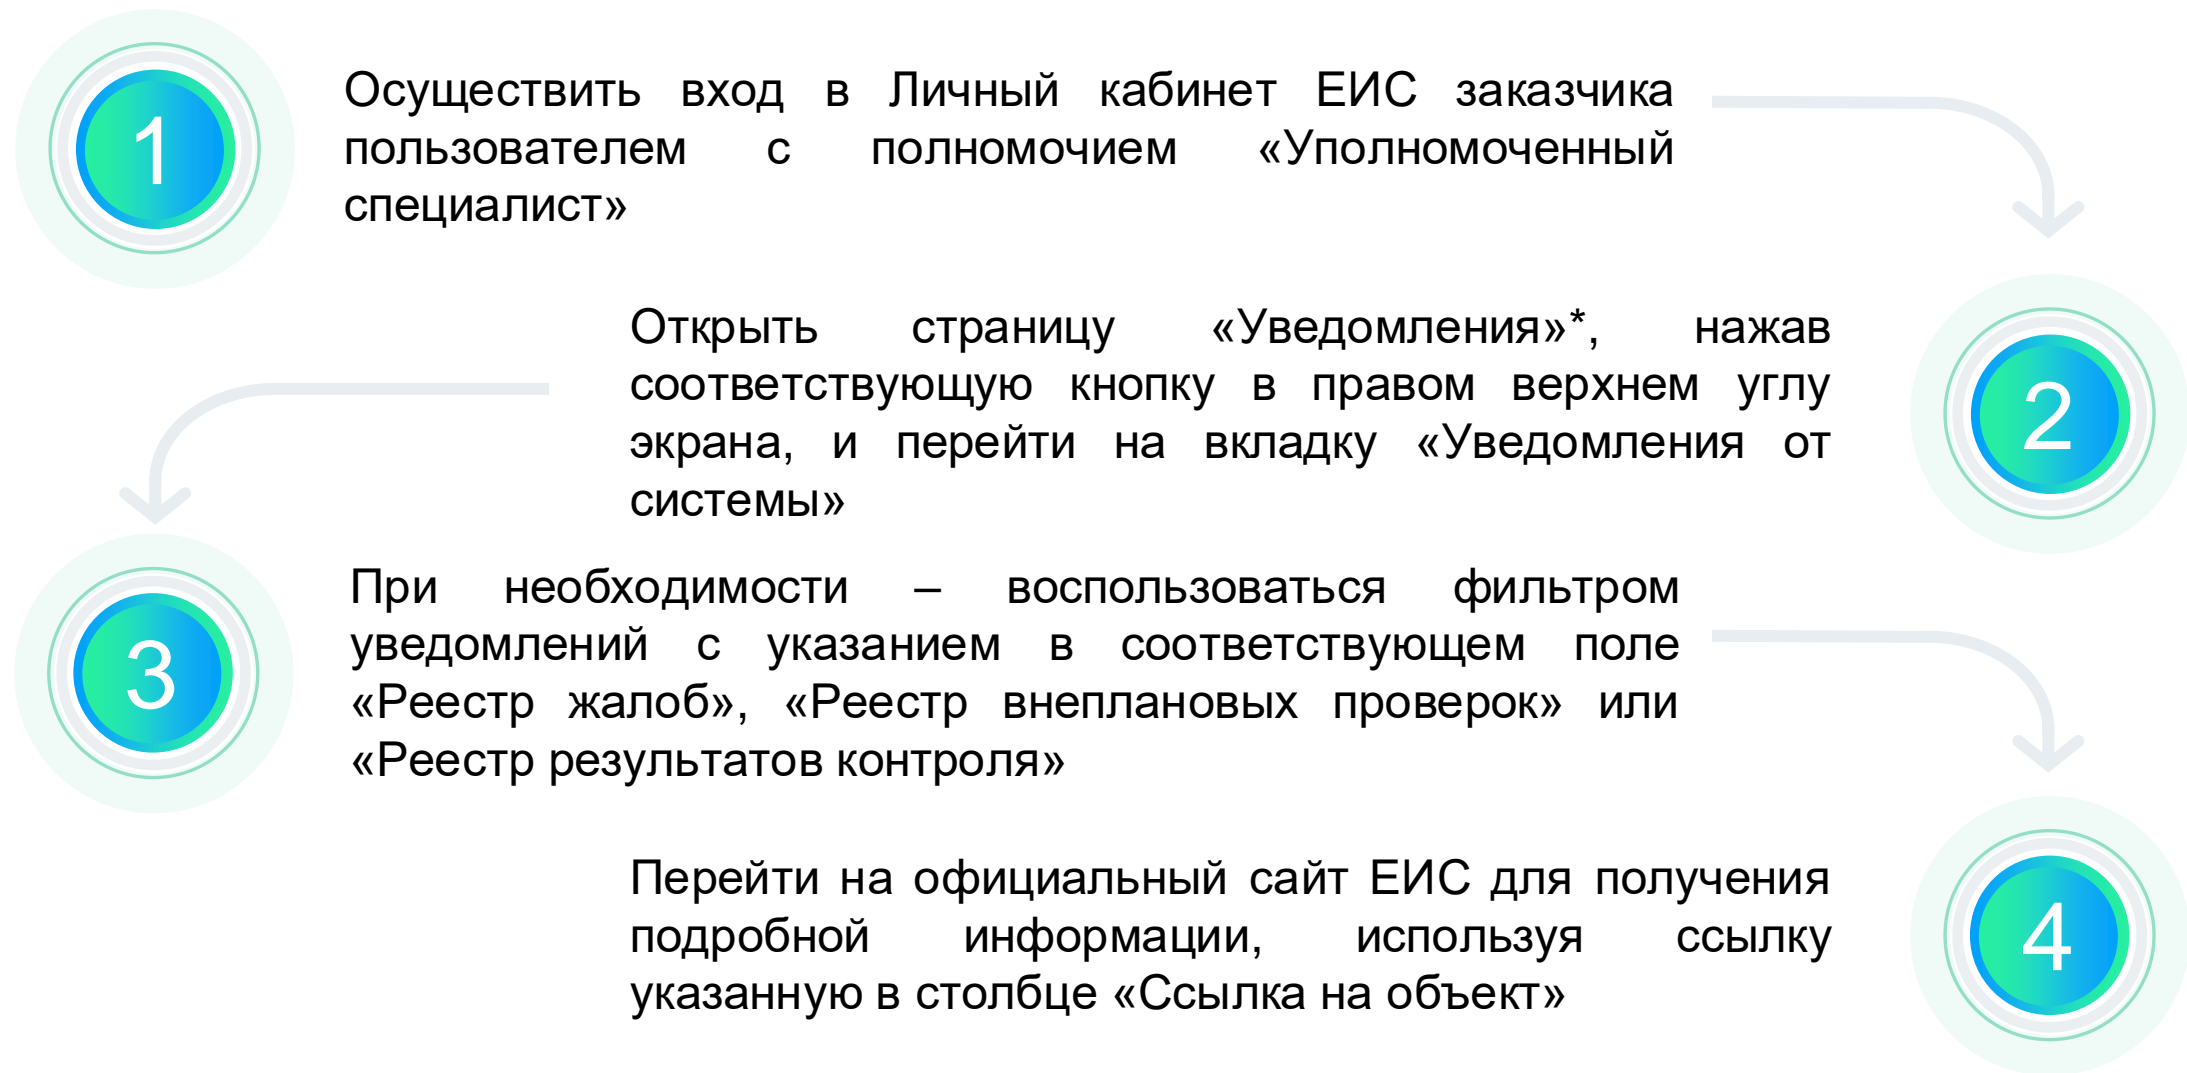 1
Осуществить вход в Личный кабинет ЕИС заказчика
пользователем с полномочием «Уполномоченный
специалист»
2
Открыть страницу «Уведомления»*, нажав
соответствующую кнопку в правом верхнем углу
экрана, и перейти на вкладку «Уведомления от
системы»
3
При необходимости – воспользоваться фильтром
уведомлений с указанием в соответствующем поле
«Реестр жалоб», «Реестр внеплановых проверок» или
«Реестр результатов контроля»
4
Перейти на официальный сайт ЕИС для получения
подробной информации, используя ссылку
указанную в столбце «Ссылка на объект»